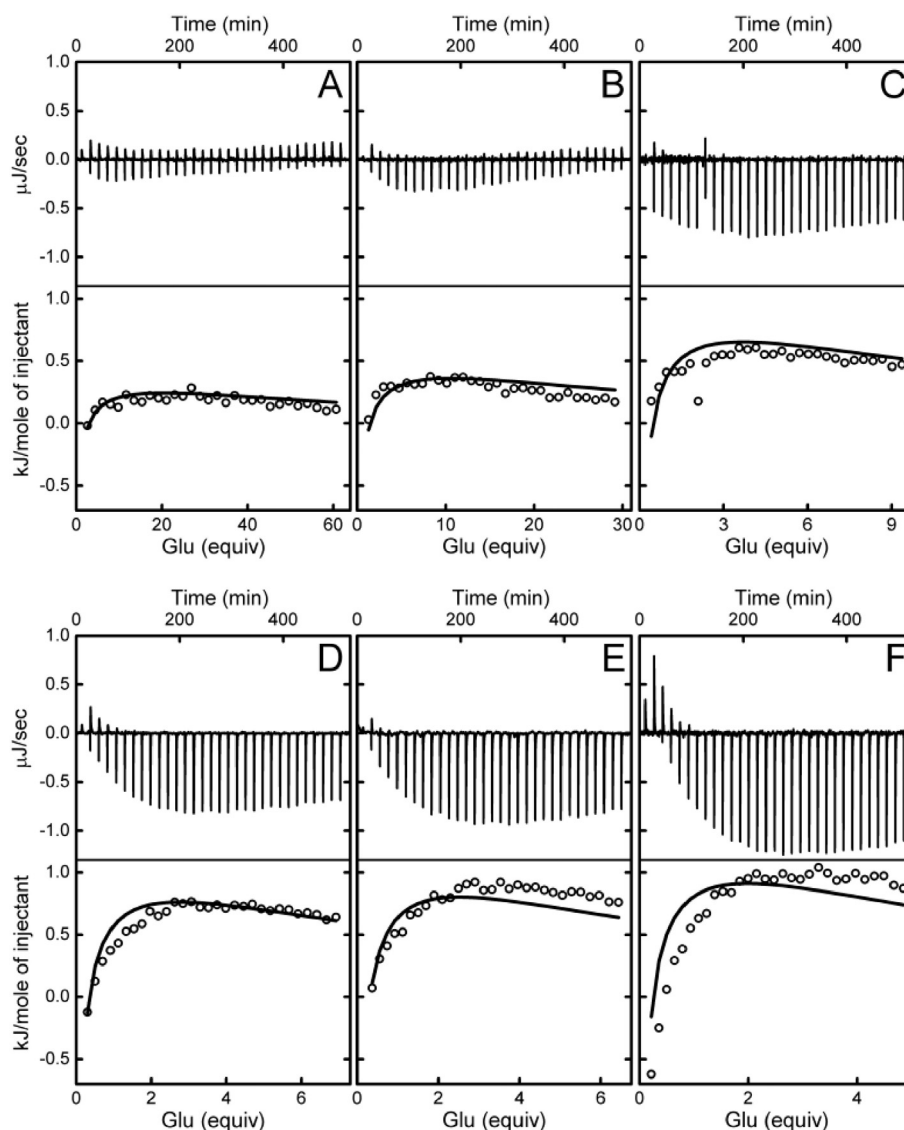 Time (min) Time (min) Time (min)
0 200 400 0 200 400 0 200 400
A B C
1.0
0.5
0.0
-0.5
-1.0
µJ/sec
1.0
0.5
0.0
-0.5
kJ/mole of injectant
0 20 40 60 0 10 20 30 0 3 6 9
Glu (equiv) Glu (equiv) Glu (equiv)
Time (min) Time (min) Time (min)
0 200 400 0 200 400 0 200 400
D E F
1.0
0.5
0.0
-0.5
-1.0
µJ/sec
1.0
0.5
0.0
-0.5
kJ/mole of injectant
0 2 4 6 0 2 4 6 0 2 4
Glu (equiv) Glu (equiv) Glu (equiv)